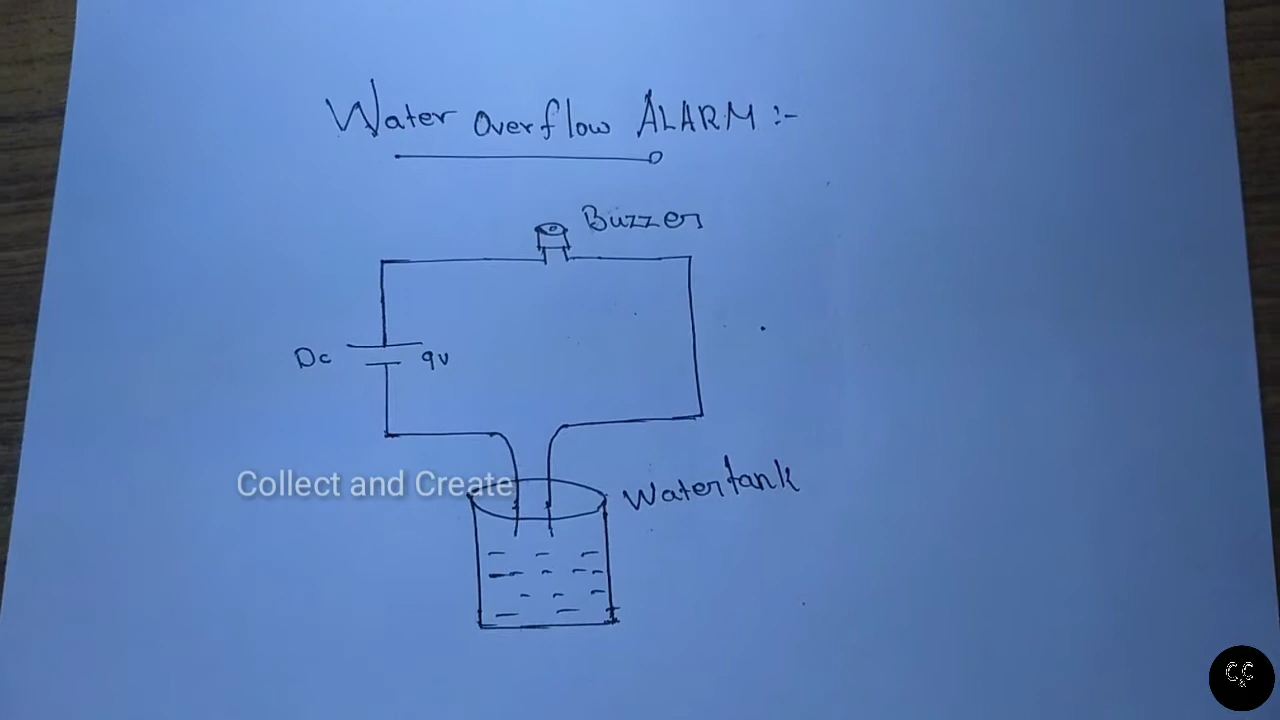 Water Overflow ALARM :-
Buzzer
Dc 9v
Collect and Create
Watertank
C&C